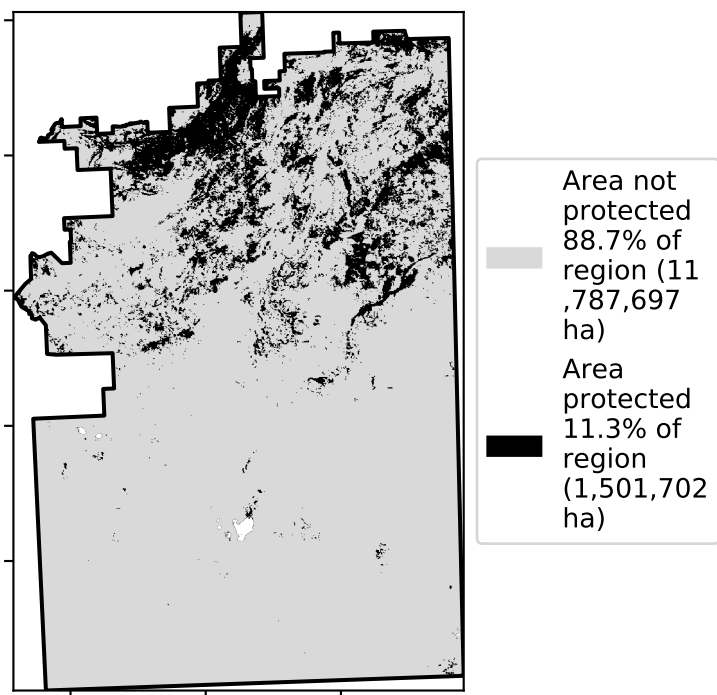 Area not
protected
88.7% of
region (11
,787,697
ha)
Area
protected
11.3% of
region
(1,501,702
ha)